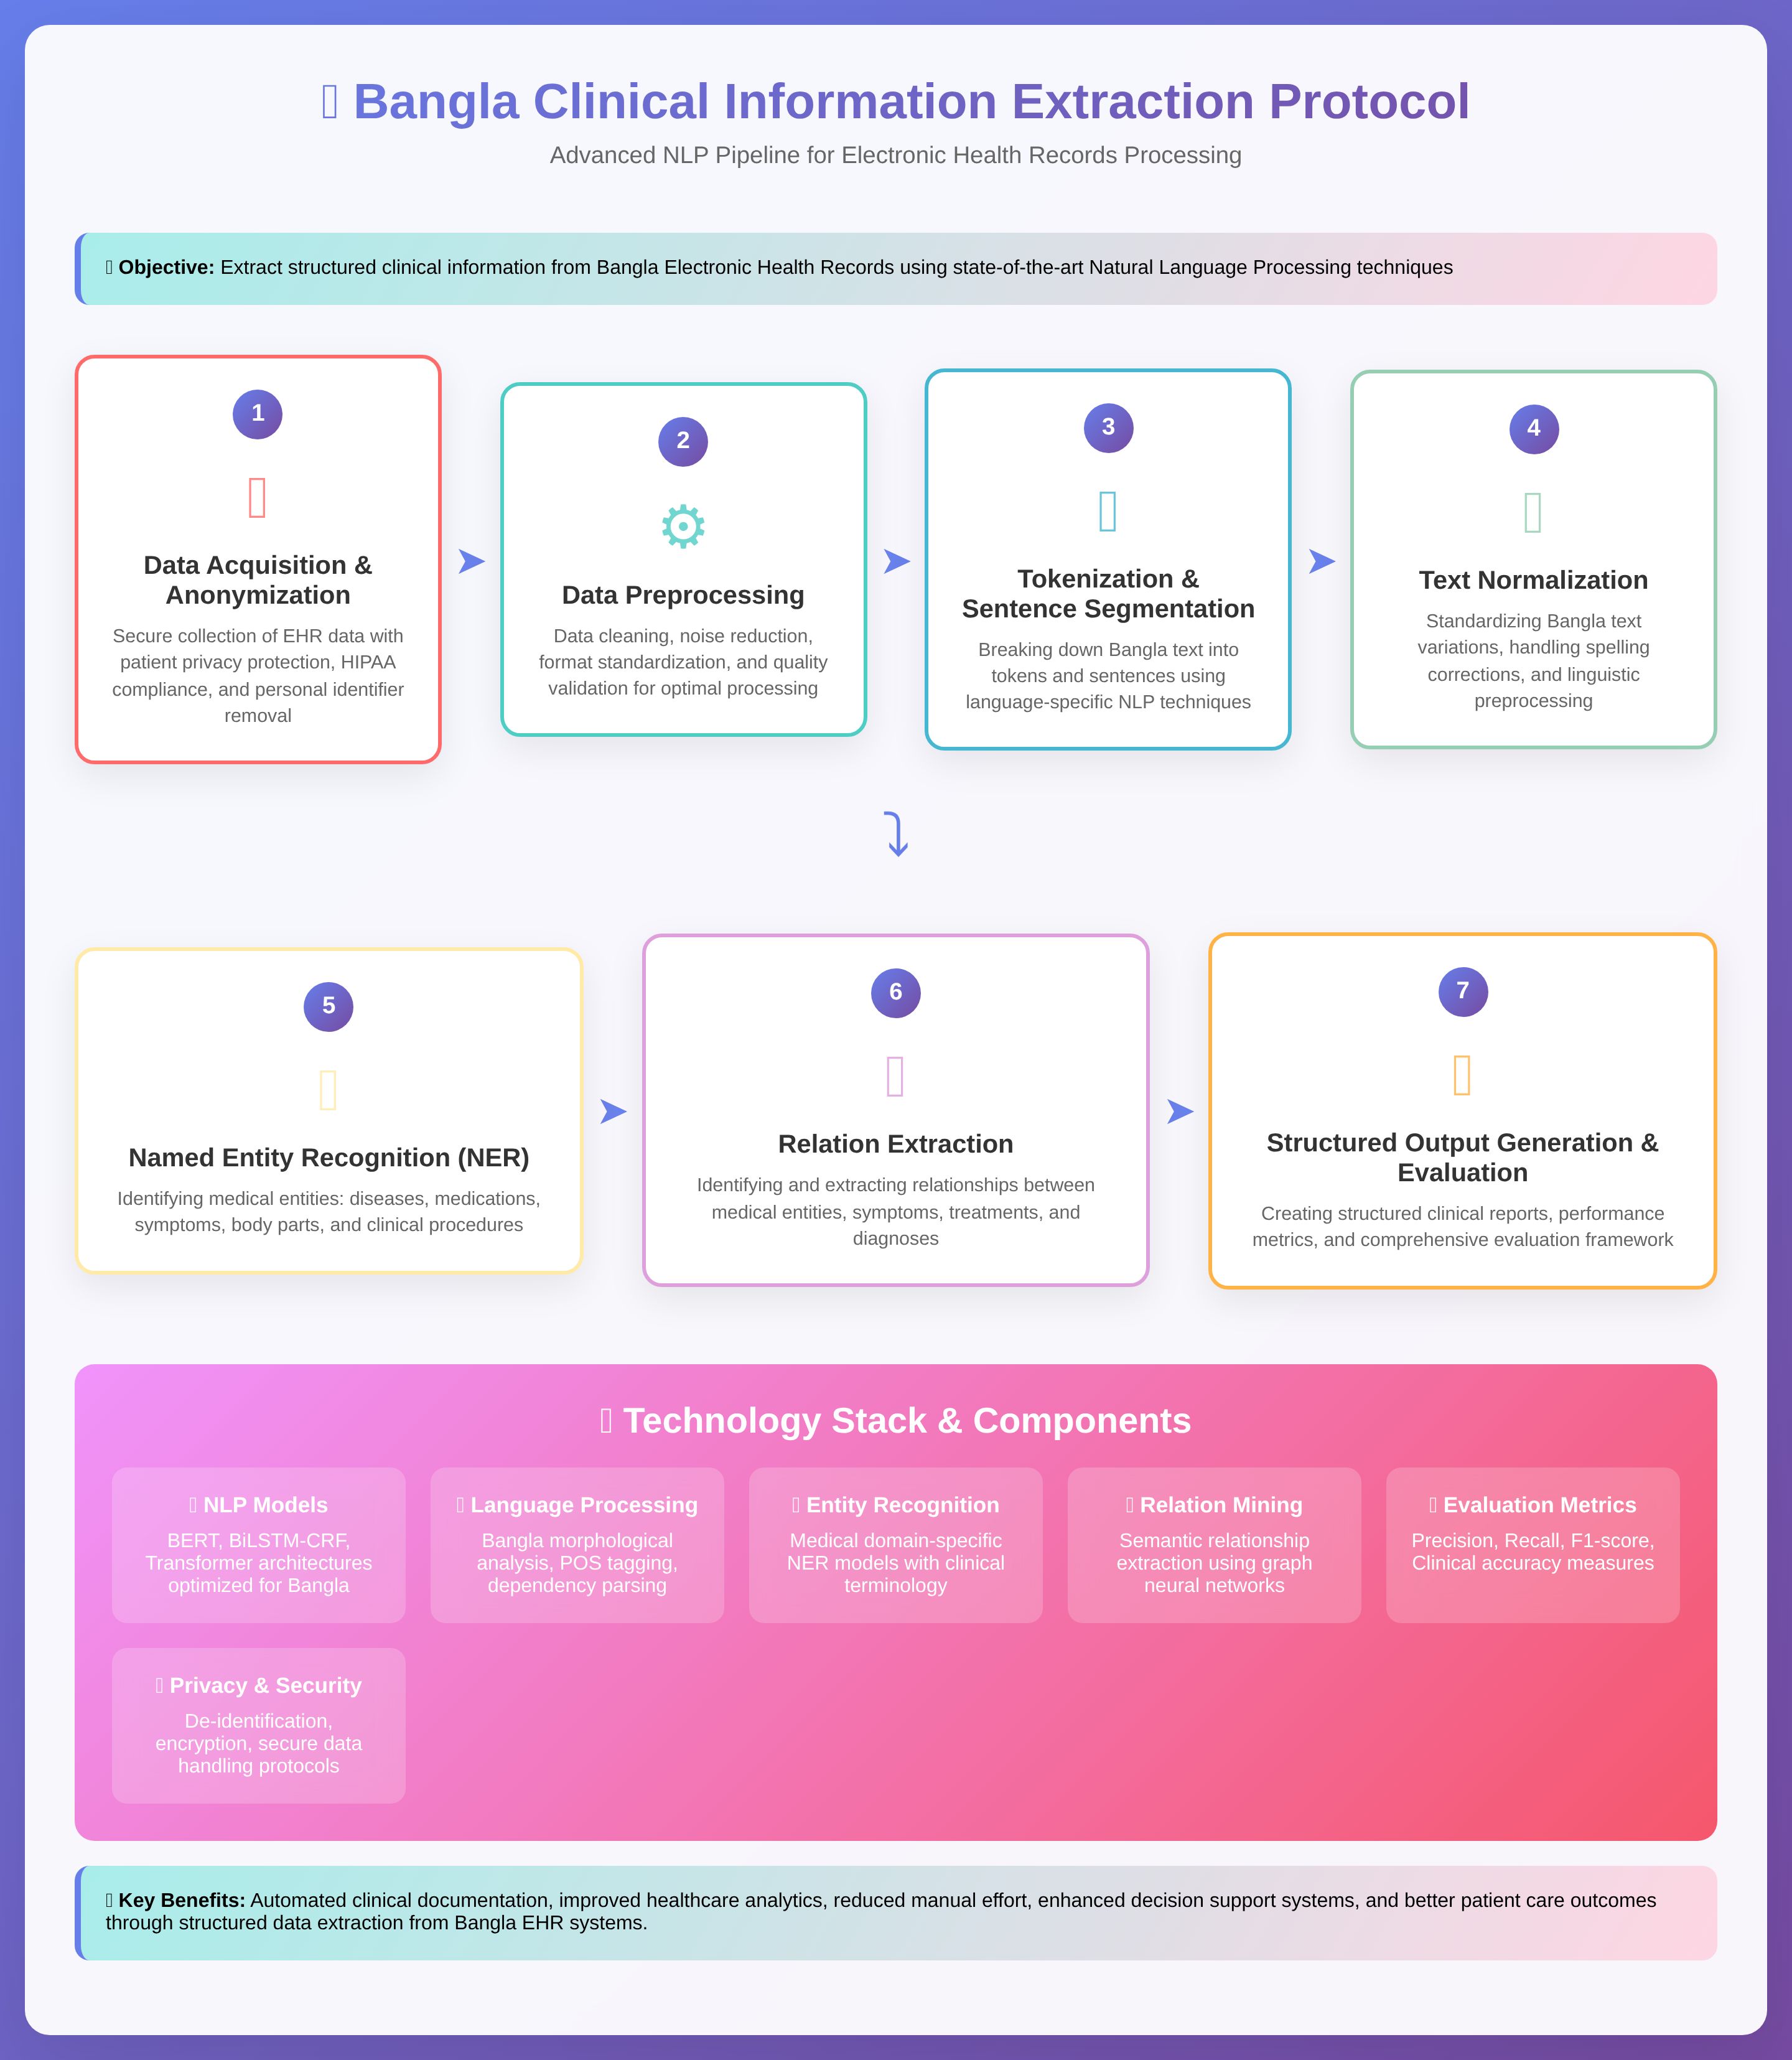 Bangla Clinical Information Extraction Protocol
Advanced NLP Pipeline for Electronic Health Records Processing
Objective: Extract structured clinical information from Bangla Electronic Health Records using state-of-the-art Natural Language Processing techniques
1
Data Acquisition &
Anonymization
Secure collection of EHR data with
patient privacy protection, HIPAA
compliance, and personal identifier
removal
2
Data Preprocessing
Data cleaning, noise reduction,
format standardization, and quality
validation for optimal processing
3
Tokenization &
Sentence Segmentation
Breaking down Bangla text into
tokens and sentences using
language-specific NLP techniques
4
Text Normalization
Standardizing Bangla text
variations, handling spelling
corrections, and linguistic
preprocessing
5
Named Entity Recognition (NER)
Identifying medical entities: diseases, medications,
symptoms, body parts, and clinical procedures
6
Relation Extraction
Identifying and extracting relationships between
medical entities, symptoms, treatments, and
diagnoses
7
Structured Output Generation &
Evaluation
Creating structured clinical reports, performance
metrics, and comprehensive evaluation framework
Technology Stack & Components
NLP Models
BERT, BiLSTM-CRF,
Transformer architectures
optimized for Bangla
Language Processing
Bangla morphological
analysis, POS tagging,
dependency parsing
Entity Recognition
Medical domain-specific
NER models with clinical
terminology
Relation Mining
Semantic relationship
extraction using graph
neural networks
Evaluation Metrics
Precision, Recall, F1-score,
Clinical accuracy measures
Privacy & Security
De-identification,
encryption, secure data
handling protocols
Key Benefits: Automated clinical documentation, improved healthcare analytics, reduced manual effort, enhanced decision support systems, and better patient care outcomes
through structured data extraction from Bangla EHR systems.